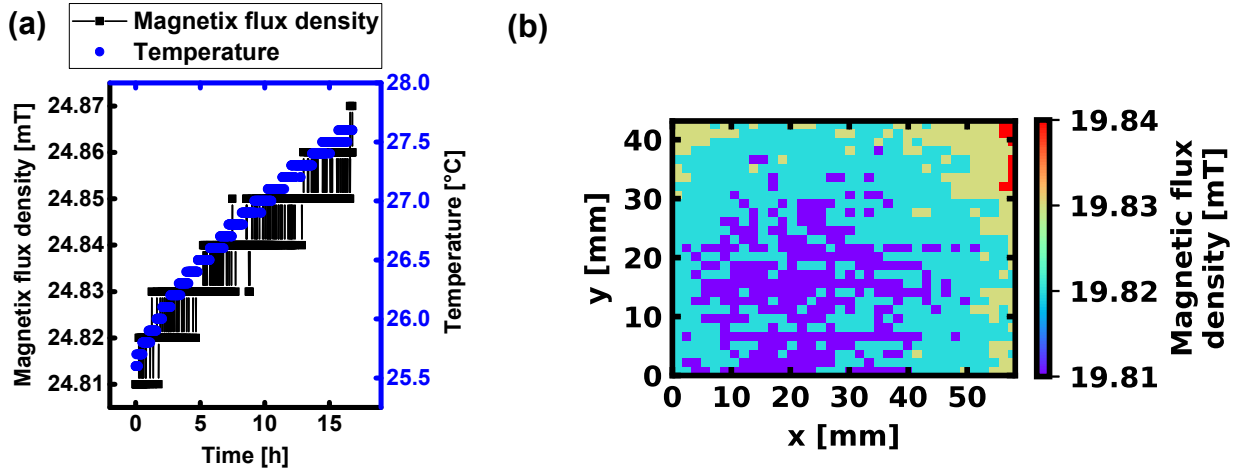 (a)
Magnetix flux density
Temperature
Magnetix flux density [mT]
24.87
24.86
24.85
24.84
24.83
24.82
24.81
0
5
10
15
Time [h]
28.0
27.5
27.0
26.5
26.0
25.5
Temperature [°C]
(b)
y [mm]
40
30
20
10
0
0
10
20
30
40
50
x [mm]
19.84
19.83
19.82
19.81
Magnetic flux
density [mT]